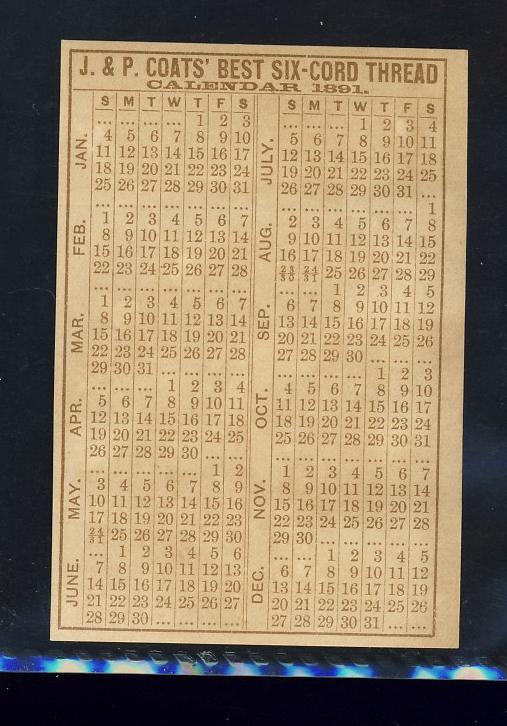 J. & P. COATS' BEST SIX-CORD THREAD
CALENDAR 1891.
S M T W T F S
JAN.
... ... ... ... 1 2 3
4 5 6 7 8 9 10
11 12 13 14 15 16 17
18 19 20 21 22 23 24
25 26 27 28 29 30 31
FEB.
... ... ... ... ... ... ...
1 2 3 4 5 6 7
8 9 10 11 12 13 14
15 16 17 18 19 20 21
22 23 24 25 26 27 28
MAR.
... ... ... ... ... ... ...
1 2 3 4 5 6 7
8 9 10 11 12 13 14
15 16 17 18 19 20 21
22 23 24 25 26 27 28
29 30 31 ... ... ... ...
APR.
... ... ... 1 2 3 4
5 6 7 8 9 10 11
12 13 14 15 16 17 18
19 20 21 22 23 24 25
26 27 28 29 30 ... ...
MAY.
... ... ... ... ... 1 2
3 4 5 6 7 8 9
10 11 12 13 14 15 16
17 18 19 20 21 22 23
24/31 25 26 27 28 29 30
JUNE.
... 1 2 3 4 5 6
7 8 9 10 11 12 13
14 15 16 17 18 19 20
21 22 23 24 25 26 27
28 29 30 ... ... ... ...
S M T W T F S
JULY.
... ... ... 1 2 3 4
5 6 7 8 9 10 11
12 13 14 15 16 17 18
19 20 21 22 23 24 25
26 27 28 29 30 31 ...
AUG.
... ... ... ... ... ... 1
2 3 4 5 6 7 8
9 10 11 12 13 14 15
16 17 18 19 20 21 22
23/30 24/31 25 26 27 28 29
SEP.
... ... 1 2 3 4 5
6 7 8 9 10 11 12
13 14 15 16 17 18 19
20 21 22 23 24 25 26
27 28 29 30 ... ... ...
OCT.
... ... ... ... 1 2 3
4 5 6 7 8 9 10
11 12 13 14 15 16 17
18 19 20 21 22 23 24
25 26 27 28 29 30 31
NOV.
... ... ... ... ... ... ...
1 2 3 4 5 6 7
8 9 10 11 12 13 14
15 16 17 18 19 20 21
22 23 24 25 26 27 28
29 30 ... ... ... ... ...
DEC.
... ... 1 2 3 4 5
6 7 8 9 10 11 12
13 14 15 16 17 18 19
20 21 22 23 24 25 26
27 28 29 30 31 ... ...